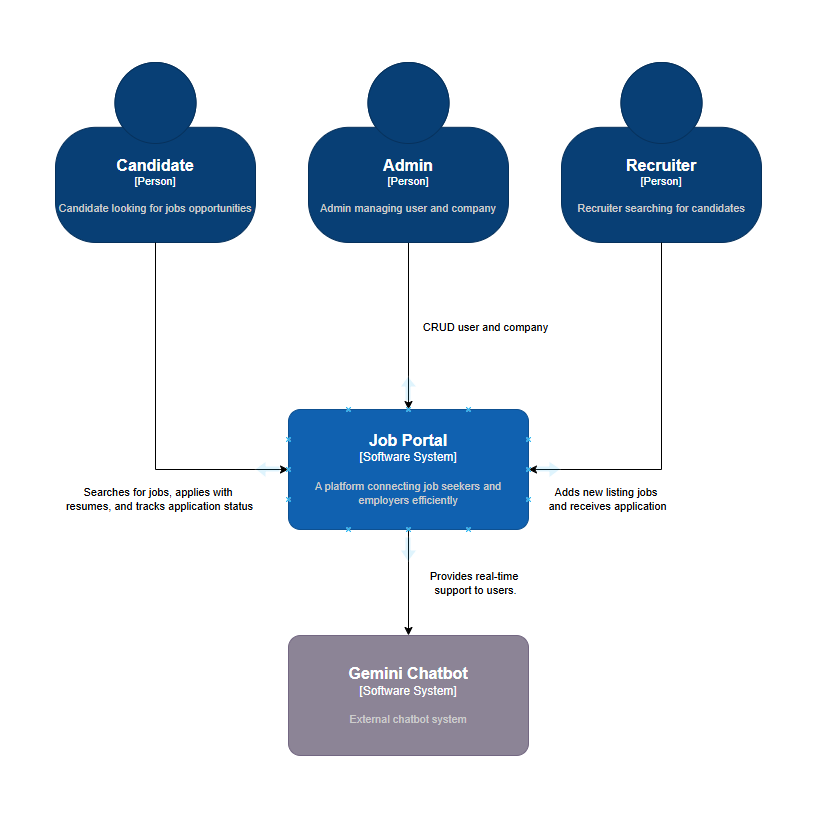 Candidate
[Person]
Candidate looking for jobs opportunities
Admin
[Person]
Admin managing user and company
Recruiter
[Person]
Recruiter searching for candidates
CRUD user and company
Job Portal
[Software System]
A platform connecting job seekers and
employers efficiently
Searches for jobs, applies with
resumes, and tracks application status
Adds new listing jobs
and receives application
Provides real-time
support to users.
Gemini Chatbot
[Software System]
External chatbot system